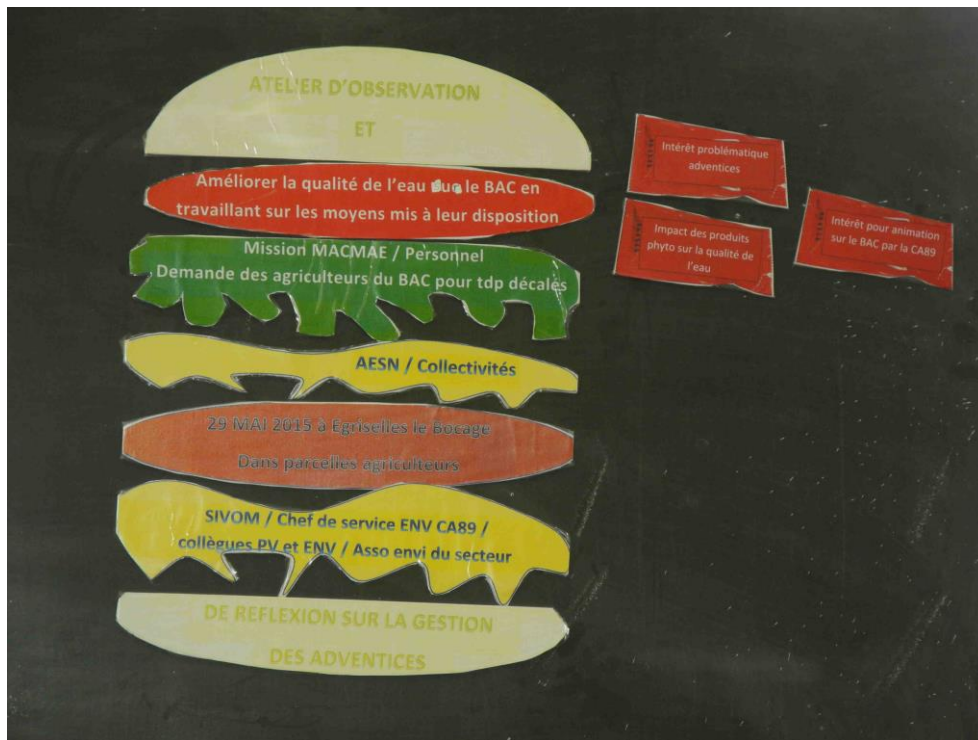 ATELIER D'OBSERVATION
ET
Améliorer la qualité de l'eau le BAC en
travaillant sur les moyens mis à leur disposition
Mission MACMAE / Personnel
Demande des agriculteurs du BAC pour tdp décalés
AESN / Collectivités
29 MAI 2015 à Egriselles le Bocage
Dans parcelles agriculteurs
SIVOM / Chef de service ENV CA89 /
collègues PV et ENV / Asso envi du secteur
DE REFLEXION SUR LA GESTION
DES ADVENTICES
Intérêt problématique
adventices
Impact des produits
phyto sur la qualité de
l'eau
Intérêt pour animation
sur le BAC par la CA89